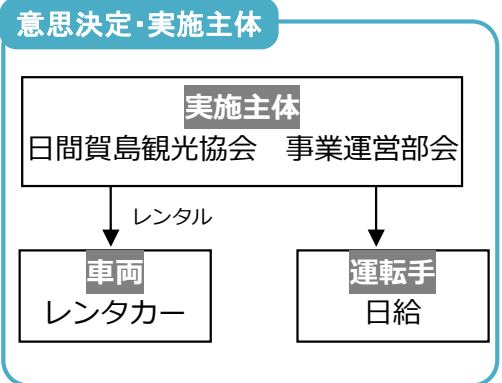 意思決定・実施主体
実施主体
日間賀島観光協会　事業運営部会
レンタル
車両
レンタカー
運転手
日給